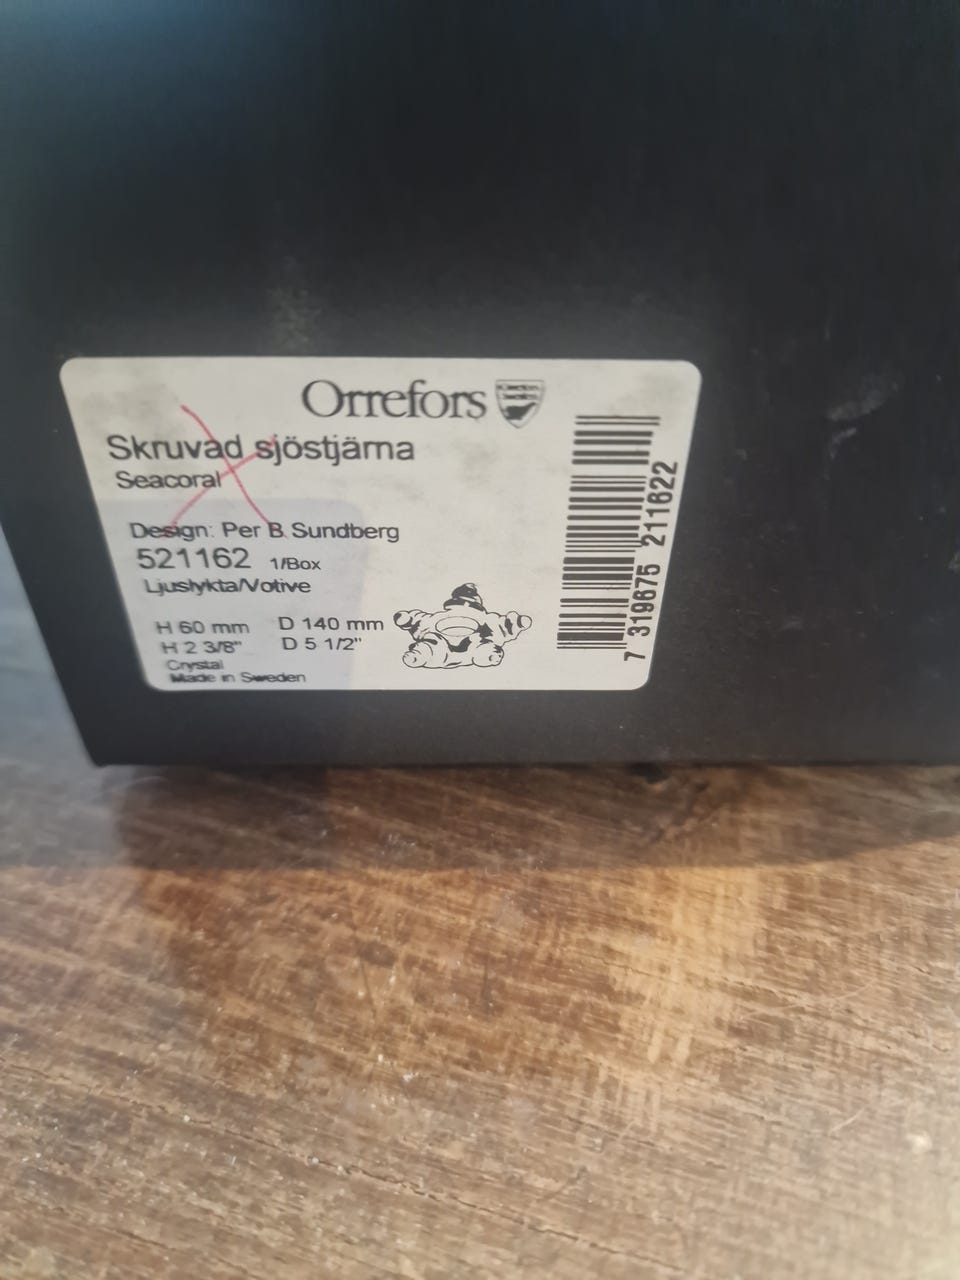 Orrefors
Skruvad sjöstjärna
Seacoral
Design: Per B Sundberg
521162 1/Box
Ljuslykta/Votive
H 60 mm D 140 mm
H 2 3/8" D 5 1/2"
Crystal
Made in Sweden
7 319675 211622